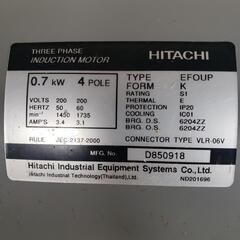 THREE PHASE
INDUCTION MOTOR
HITACHI
0.7 kW 4 POLE
TYPE EFOUP
FORM K
RATING S1
VOLTS 200 200
THERMAL E
HERTZ 50 60
PROTECTION IP20
min⁻¹ 1450 1735
COOLING IC01
AMP'S 3.4 3.1
BRG. D.S. 6204ZZ
BRG. O.S. 6204ZZ
RULE JEC-2137-2000
CONNECTOR TYPE VLR-06V
MFG. No. D850918
Hitachi Industrial Equipment Systems Co., Ltd.
Hitachi Industrial Technology(Thailand),Ltd.
ND201696